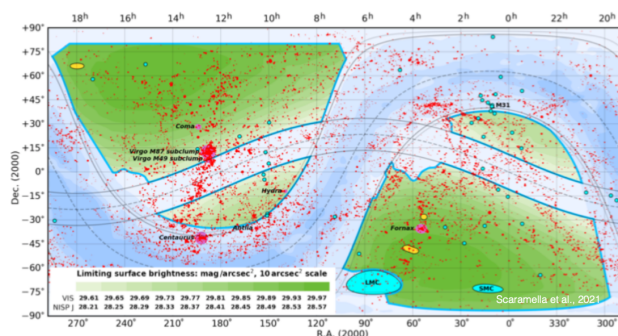 18h 16h 14h 12h 10h 8h 6h 4h 2h 0h 22h 20h
+90°
+75°
+60°
+45°
+30°
+15°
0°
-15°
-30°
-45°
-60°
-75°
-90°
Dec. (2000)
Coma
Virgo M87 subclump
Virgo M49 subclump
M31
Hydra
Antlia
Centaurus
Fornax
LMC
SMC
Limiting surface brightness: mag/arcsec², 10 arcsec² scale
VIS 29.61 29.65 29.69 29.73 29.77 29.81 29.85 29.89 29.93 29.97
NISP J 28.21 28.25 28.29 28.33 28.37 28.41 28.45 28.49 28.53 28.57
Scaramella et al., 2021
270° 240° 210° 180° 150° 120° 90° 60° 30° 0° 330° 290°
R.A. (2000)